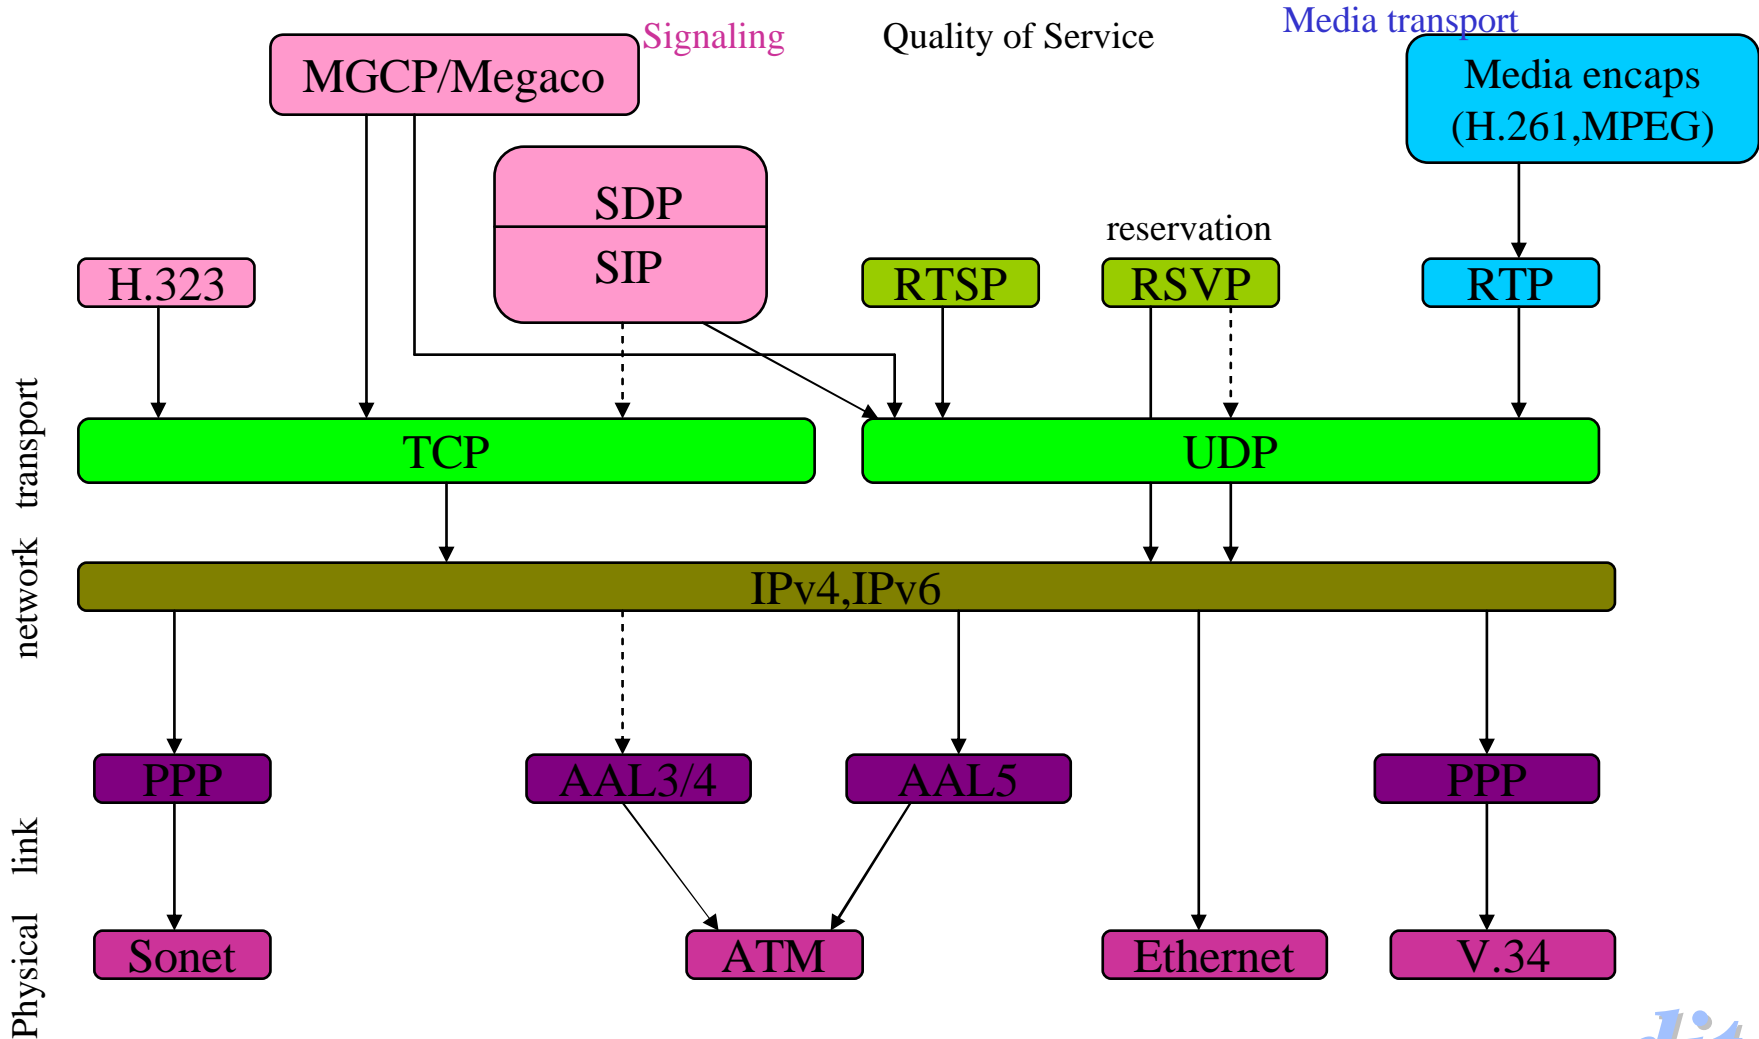 Signaling
Quality of Service
Media transport
MGCP/Megaco
Media encaps
(H.261,MPEG)
SDP
SIP
reservation
H.323
RTSP
RSVP
RTP
transport
TCP
UDP
network
IPv4,IPv6
PPP
AAL3/4
AAL5
PPP
link
Physical
Sonet
ATM
Ethernet
V.34